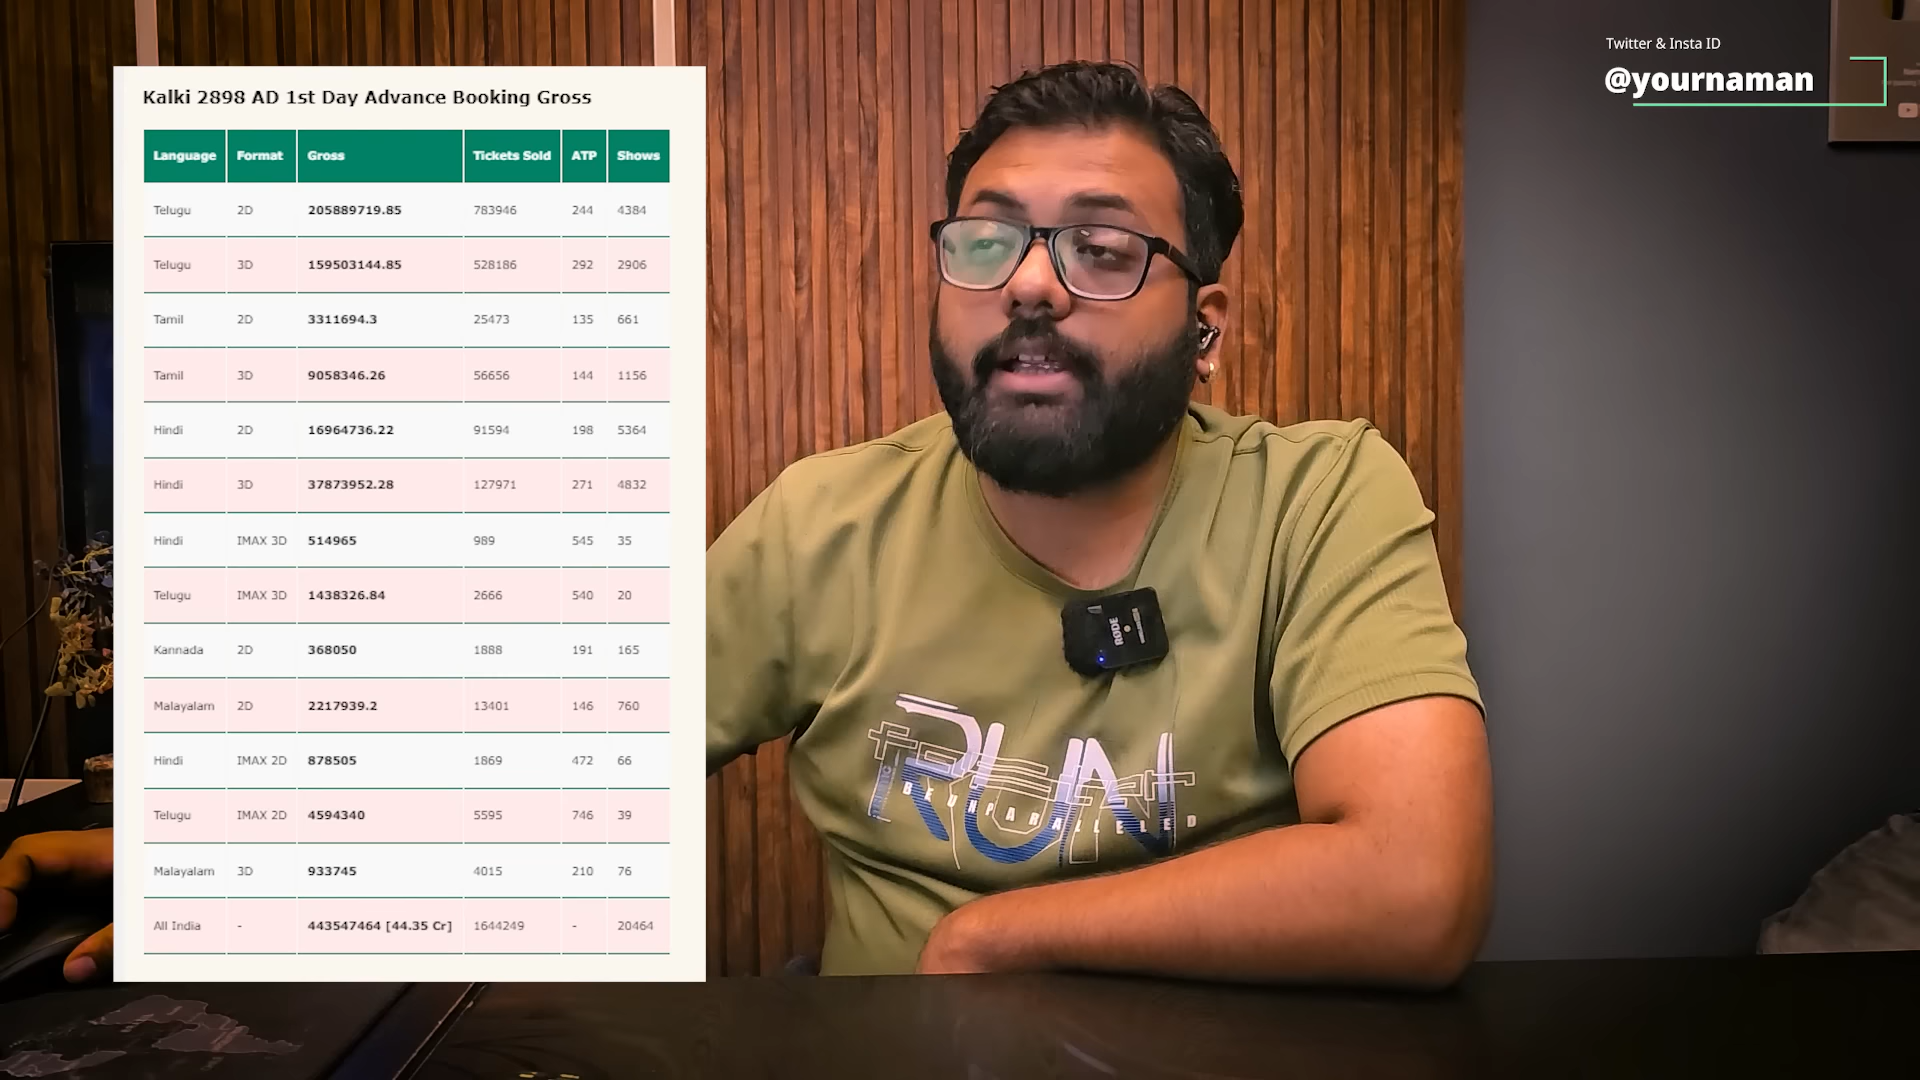 Twitter & Insta ID
@yournaman
Kalki 2898 AD 1st Day Advance Booking Gross
Language Format Gross Tickets Sold ATP Shows
Telugu 2D 205889719.85 783946 244 4384
Telugu 3D 159503144.85 528186 292 2906
Tamil 2D 3311694.3 25473 135 661
Tamil 3D 9058346.26 56656 144 1156
Hindi 2D 16964736.22 91594 198 5364
Hindi 3D 37873952.28 127971 271 4832
Hindi IMAX 3D 514965 989 545 35
Telugu IMAX 3D 1438326.84 2666 540 20
Kannada 2D 368050 1888 191 165
Malayalam 2D 2217939.2 13401 146 760
Hindi IMAX 2D 878505 1869 472 66
Telugu IMAX 2D 4594340 5595 746 39
Malayalam 3D 933745 4015 210 76
All India - 443547464 [44.35 Cr] 1644249 - 20464
RØDE
RUN
BE UNPARALLELED